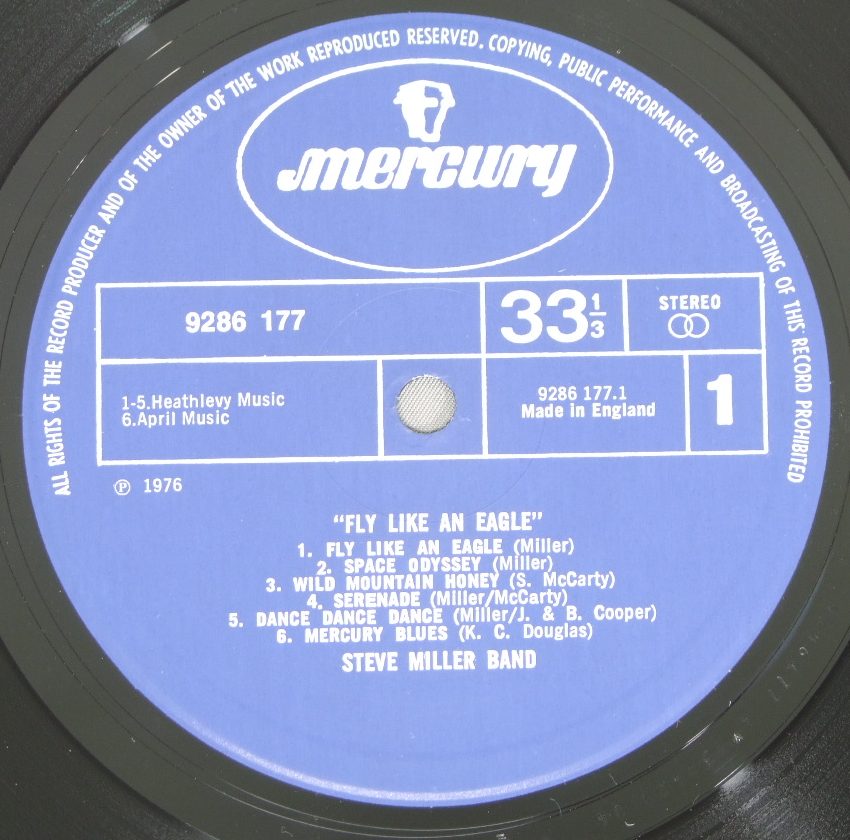 ALL RIGHTS OF THE RECORD PRODUCER AND OF THE OWNER OF THE WORK REPRODUCED RESERVED. COPYING, PUBLIC PERFORMANCE AND BROADCASTING OF THIS RECORD PROHIBITED
mercury
9286 177
33 1/3
STEREO
1-5.Heathlevy Music
6.April Music
9286 177.1
Made in England
1
Ⓟ 1976
"FLY LIKE AN EAGLE"
1. FLY LIKE AN EAGLE (Miller)
2. SPACE ODYSSEY (Miller)
3. WILD MOUNTAIN HONEY (S. McCarty)
4. SERENADE (Miller/McCarty)
5. DANCE DANCE DANCE (Miller/J. & B. Cooper)
6. MERCURY BLUES (K. C. Douglas)
STEVE MILLER BAND